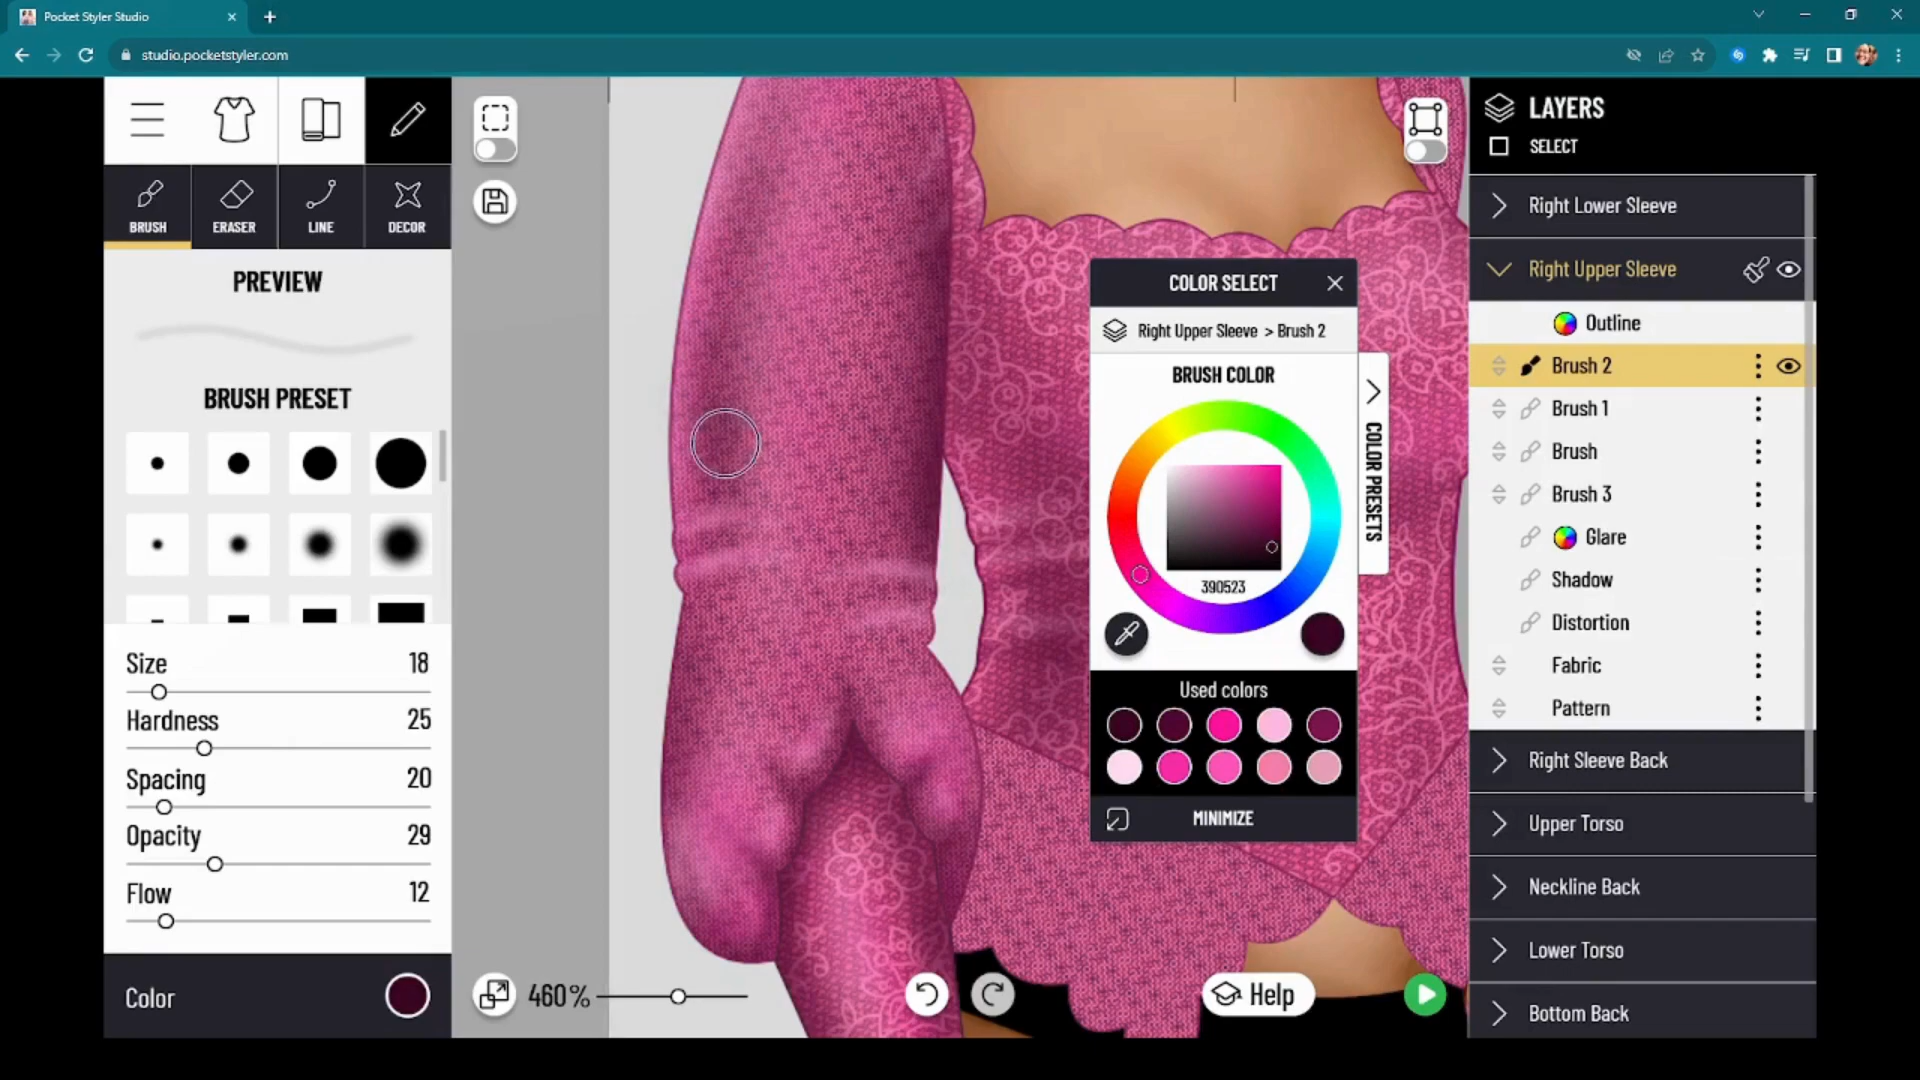 Pocket Styler Studio
studio.pocketstyler.com
BRUSH
ERASER
LINE
DECOR
PREVIEW
BRUSH PRESET
Size 18
Hardness 25
Spacing 20
Opacity 29
Flow 12
Color
460%
Help
COLOR SELECT
Right Upper Sleeve > Brush 2
BRUSH COLOR
390523
COLOR PRESETS
Used colors
MINIMIZE
LAYERS
SELECT
Right Lower Sleeve
Right Upper Sleeve
Outline
Brush 2
Brush 1
Brush
Brush 3
Glare
Shadow
Distortion
Fabric
Pattern
Right Sleeve Back
Upper Torso
Neckline Back
Lower Torso
Bottom Back